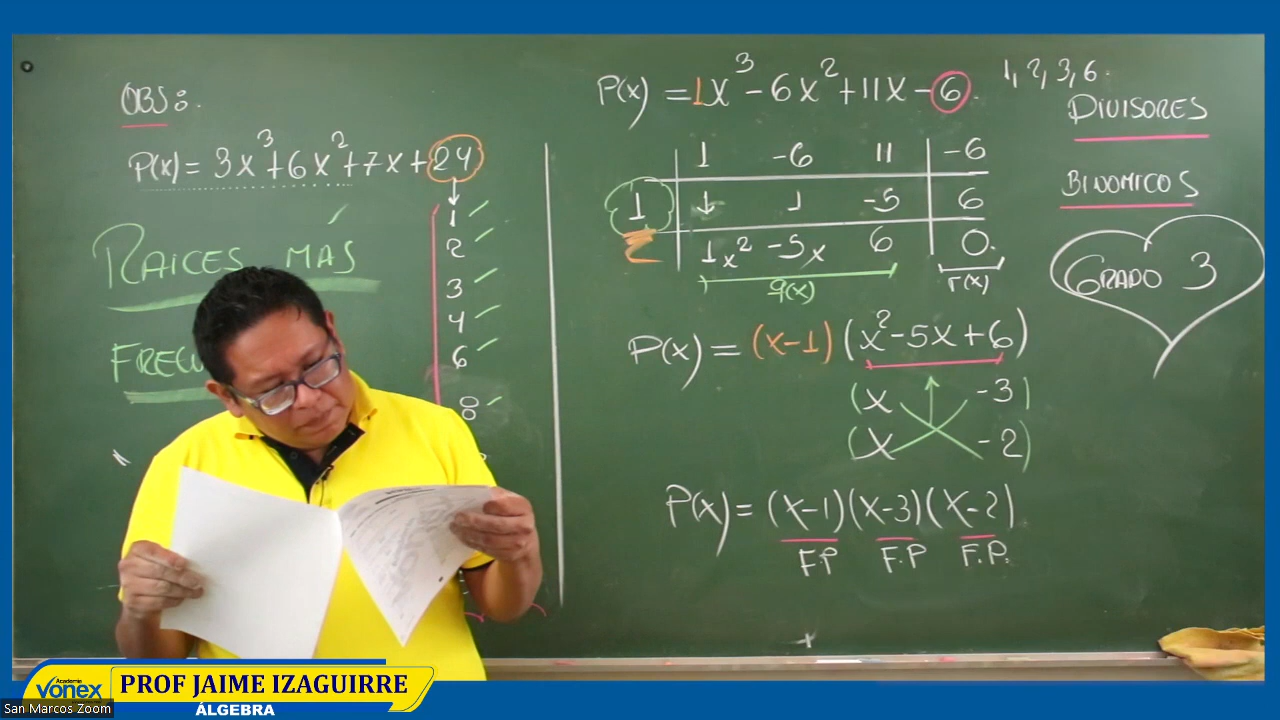 OBS:.
P(x) = 3x³+6x²+7x+24
1
2
3
4
6
8
RAICES MÁS
P(x) = 1x³-6x²+11x-6
1, 2, 3, 6.
DIVISORES
BINOMICOS
GRADO 3
1 -6 11 -6
1 ↓ 1 -5 6
1x² -5x 6 0.
q(x) r(x)
P(x) = (x-1)(x²-5x+6)
(x -3)
(x -2)
P(x) = (x-1)(x-3)(x-2)
F.P F.P F.P.
Academia
vonex
PROF JAIME IZAGUIRRE
ÁLGEBRA
San Marcos Zoom